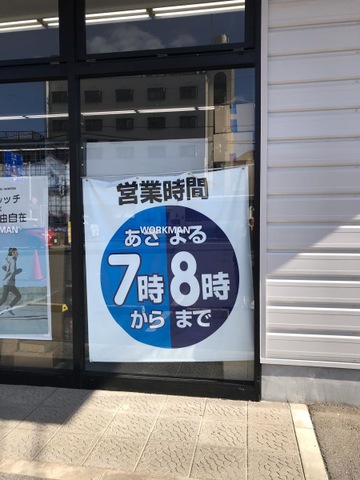 営業時間
あさ よる
WORKMAN
7時 8時
から まで
ッチ
由自在
MAN